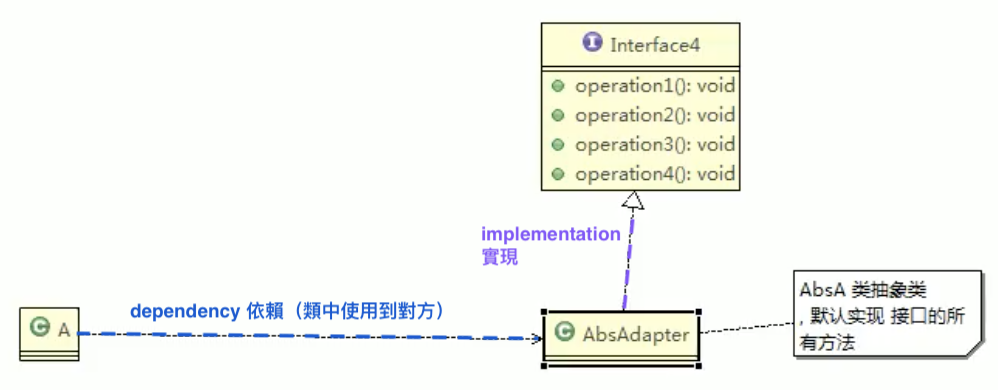 Interface4
operation1(): void
operation2(): void
operation3(): void
operation4(): void
implementation
實現
dependency 依賴（類中使用到對方）
A
AbsAdapter
AbsA 类抽象类
, 默认实现 接口的所
有方法